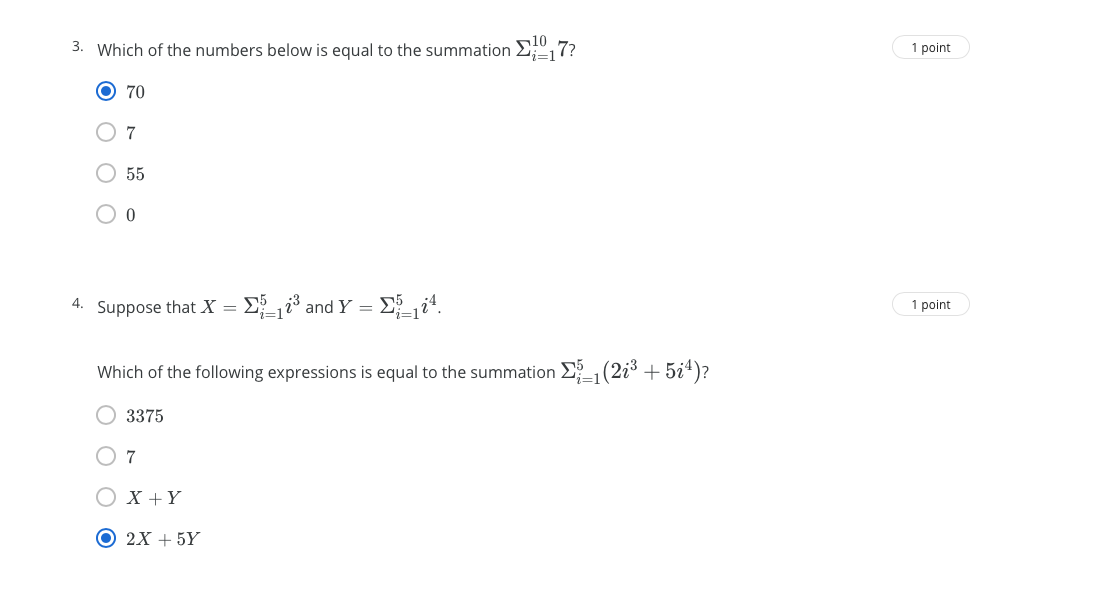 3. Which of the numbers below is equal to the summation $\Sigma_{i=1}^{10} 7$? 1 point
70
7
55
0
4. Suppose that $X = \Sigma_{i=1}^{5} i^3$ and $Y = \Sigma_{i=1}^{5} i^4$. 1 point
Which of the following expressions is equal to the summation $\Sigma_{i=1}^{5} (2i^3 + 5i^4)$?
3375
7
$X + Y$
$2X + 5Y$